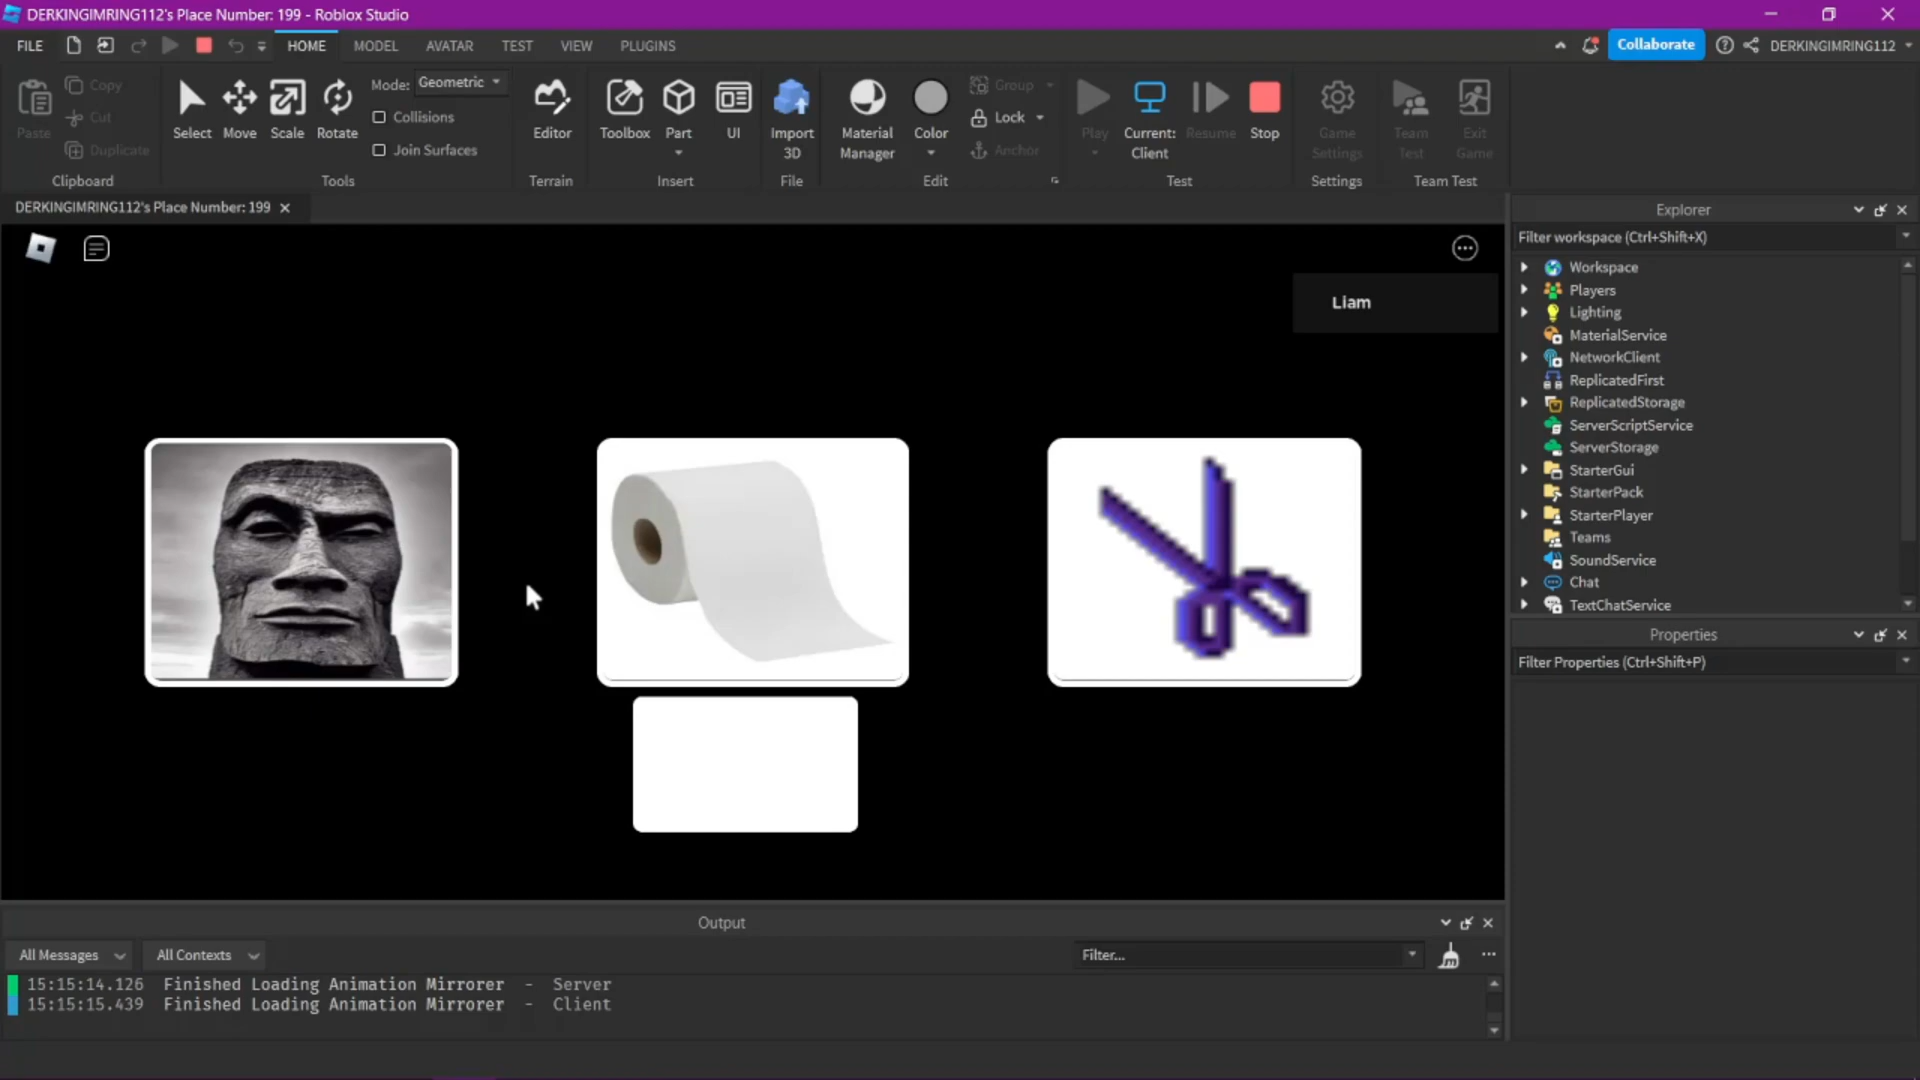 DERKINGIMRING112's Place Number: 199 - Roblox Studio
FILE HOME MODEL AVATAR TEST VIEW PLUGINS Collaborate DERKINGIMRING112
Paste Copy Cut Duplicate
Clipboard
Select Move Scale Rotate
Mode: Geometric
Collisions
Join Surfaces
Tools
Editor
Terrain
Toolbox Part UI
Insert
Import 3D
File
Material Manager Color
Group
Lock
Anchor
Edit
Play Current: Client Resume Stop
Test
Game Settings
Settings
Team Test Exit Game
Team Test
DERKINGIMRING112's Place Number: 199
Liam
Explorer
Filter workspace (Ctrl+Shift+X)
Workspace
Players
Lighting
MaterialService
NetworkClient
ReplicatedFirst
ReplicatedStorage
ServerScriptService
ServerStorage
StarterGui
StarterPack
StarterPlayer
Teams
SoundService
Chat
TextChatService
Properties
Filter Properties (Ctrl+Shift+P)
Output
All Messages All Contexts Filter...
15:15:14.126 Finished Loading Animation Mirrorer - Server
15:15:15.439 Finished Loading Animation Mirrorer - Client